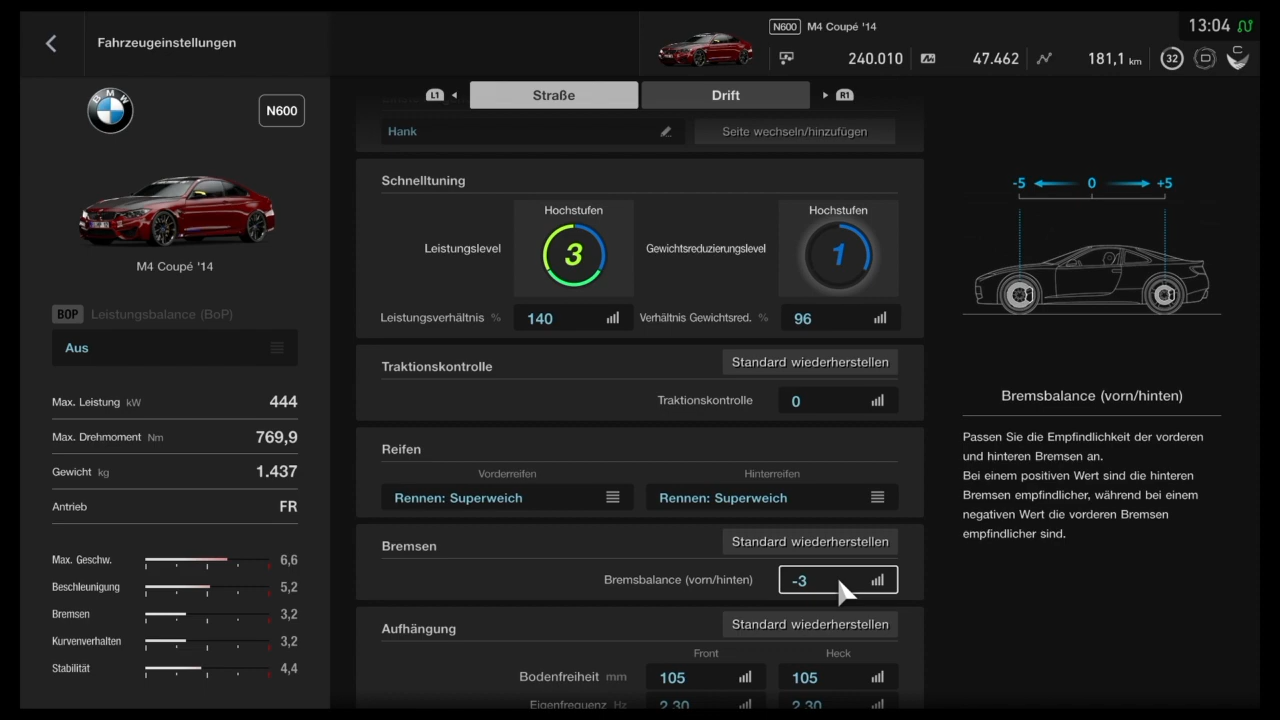 Fahrzeugeinstellungen
N600 M4 Coupé '14
13:04
240.010
47.462
181,1 km
32
C
BMW
N600
M4 Coupé '14
BOP Leistungsbalance (BoP)
Aus
Max. Leistung kW 444
Max. Drehmoment Nm 769,9
Gewicht kg 1.437
Antrieb FR
Max. Geschw. 6,6
Beschleunigung 5,2
Bremsen 3,2
Kurvenverhalten 3,2
Stabilität 4,4
L1 Straße Drift R1
Hank Seite wechseln/hinzufügen
Schnelltuning
Hochstufen Hochstufen
Leistungslevel 3 Gewichtsreduzierungslevel 1
Leistungsverhältnis % 140 Verhältnis Gewichtsred. % 96
Traktionskontrolle Standard wiederherstellen
Traktionskontrolle 0
Reifen
Vorderreifen Hinterreifen
Rennen: Superweich Rennen: Superweich
Bremsen Standard wiederherstellen
Bremsbalance (vorn/hinten) -3
Aufhängung Standard wiederherstellen
Front Heck
Bodenfreiheit mm 105 105
Eigenfrequenz Hz 2,30 2,30
-5 0 +5
Bremsbalance (vorn/hinten)
Passen Sie die Empfindlichkeit der vorderen
und hinteren Bremsen an.
Bei einem positiven Wert sind die hinteren
Bremsen empfindlicher, während bei einem
negativen Wert die vorderen Bremsen
empfindlicher sind.